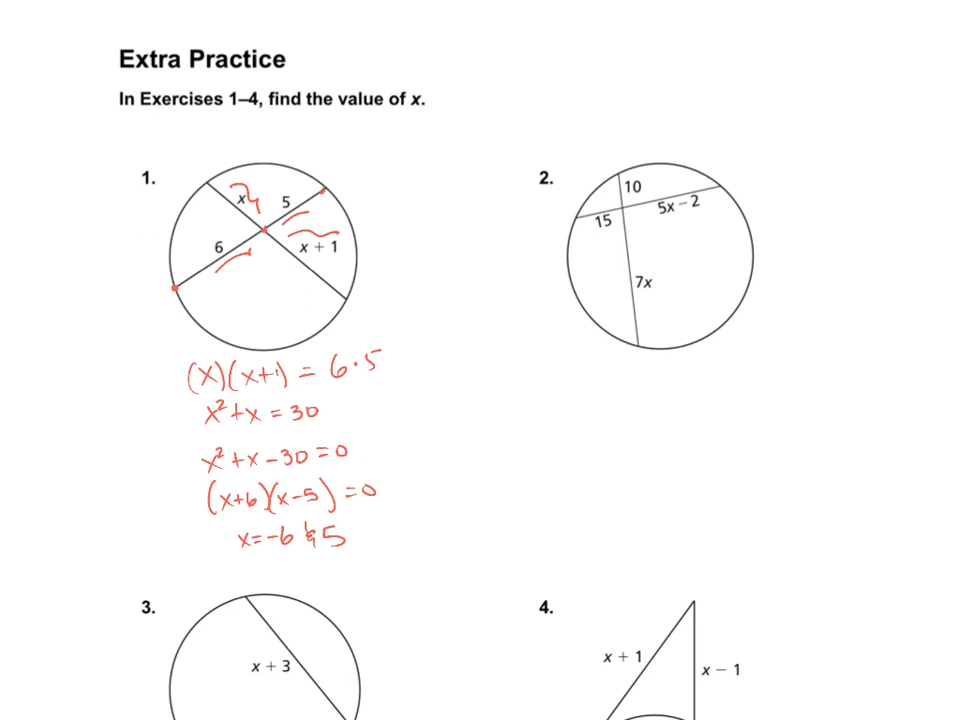 Extra Practice
In Exercises 1–4, find the value of x.
1.
x
5
6
x + 1
(x)(x+1) = 6·5
x²+x = 30
x²+x-30=0
(x+6)(x-5)=0
x=-6 & 5
2.
10
5x – 2
15
7x
3.
x + 3
4.
x + 1
x – 1